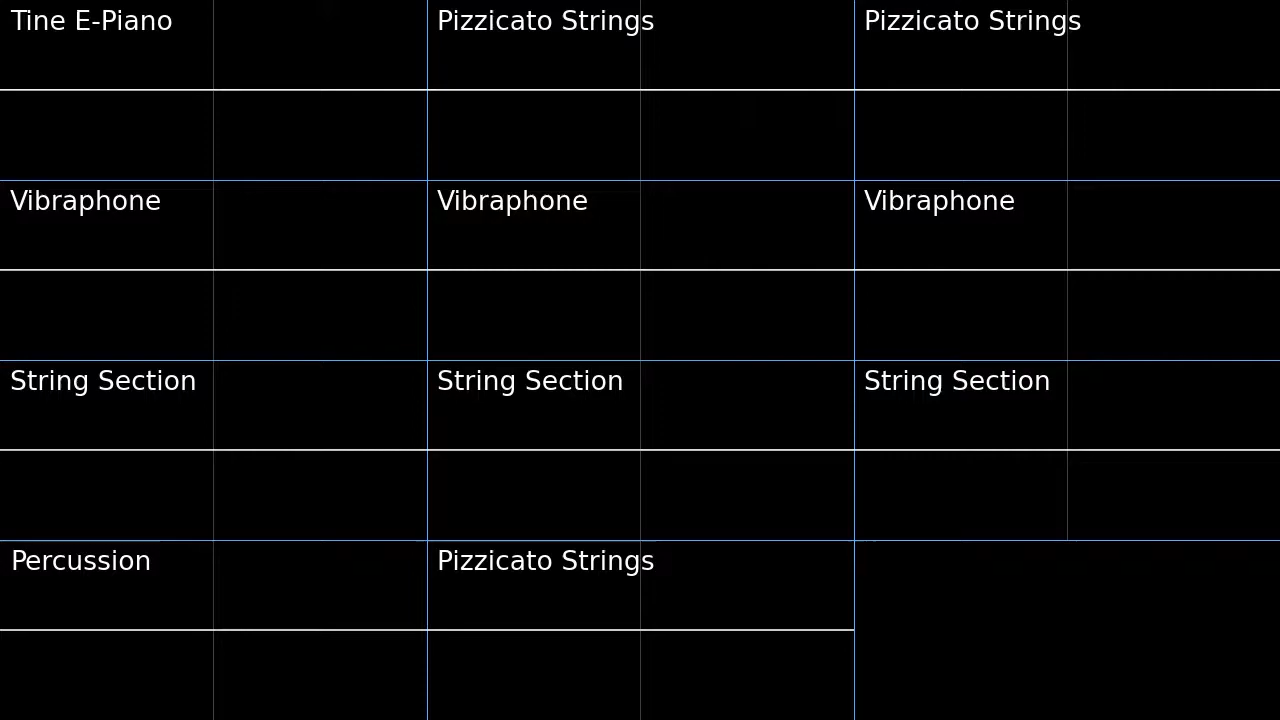 Tine E-Piano
Pizzicato Strings
Pizzicato Strings
Vibraphone
Vibraphone
Vibraphone
String Section
String Section
String Section
Percussion
Pizzicato Strings